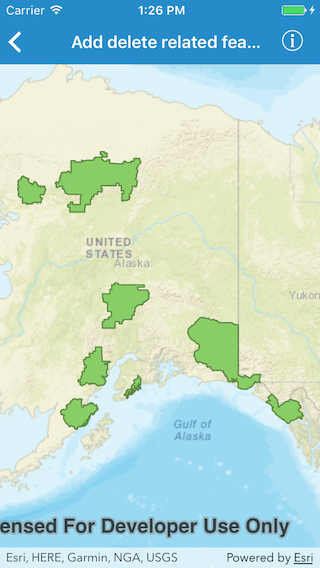 Carrier 1:26 PM
Add delete related fea...
UNITED
STATES
Alaska
Yukon
Gulf of
Alaska
ensed For Developer Use Only
Esri, HERE, Garmin, NGA, USGS Powered by Esri